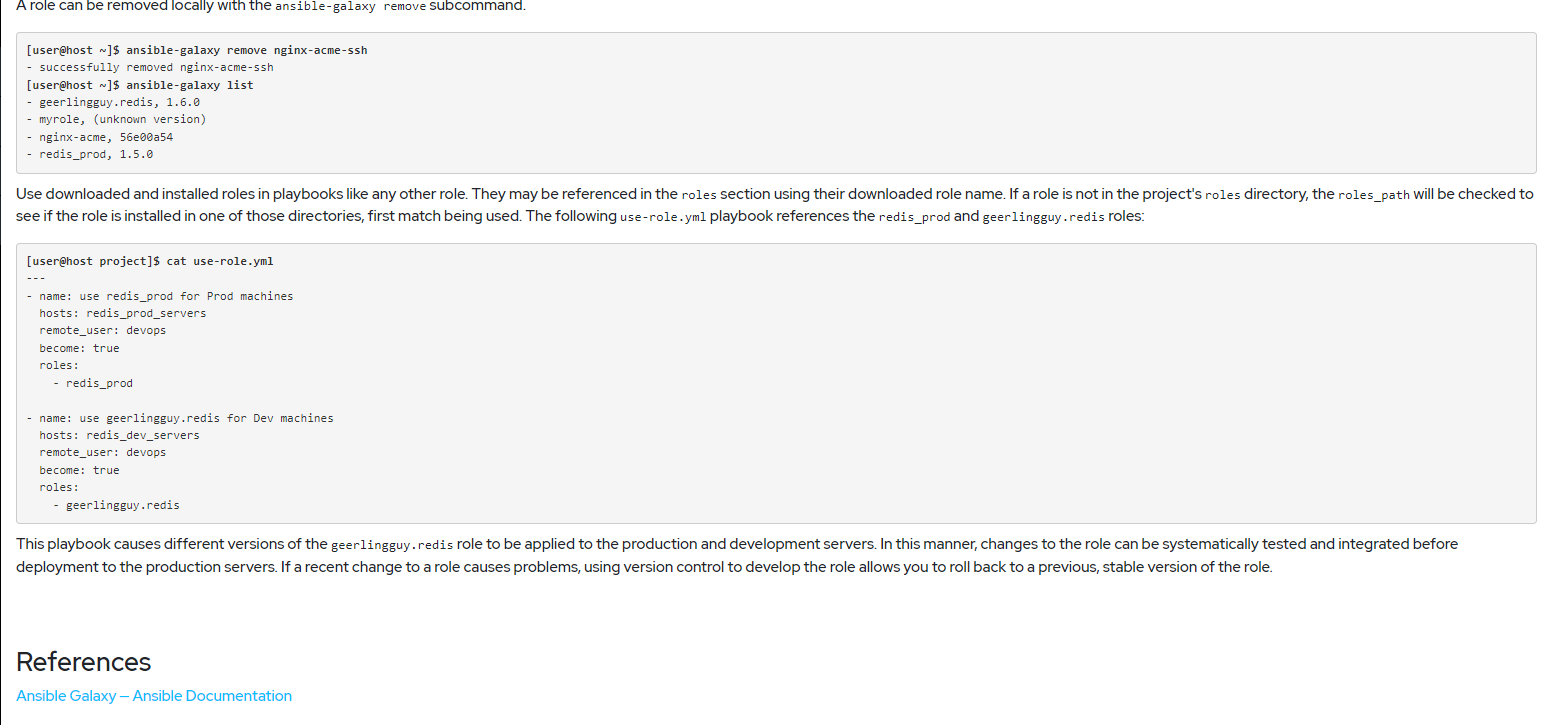 A role can be removed locally with the ansible-galaxy remove subcommand.
[user@host ~]$ ansible-galaxy remove nginx-acme-ssh
- successfully removed nginx-acme-ssh
[user@host ~]$ ansible-galaxy list
- geerlingguy.redis, 1.6.0
- myrole, (unknown version)
- nginx-acme, 56e00a54
- redis_prod, 1.5.0
Use downloaded and installed roles in playbooks like any other role. They may be referenced in the roles section using their downloaded role name. If a role is not in the project's roles directory, the roles_path will be checked to
see if the role is installed in one of those directories, first match being used. The following use-role.yml playbook references the redis_prod and geerlingguy.redis roles:
[user@host project]$ cat use-role.yml
---
- name: use redis_prod for Prod machines
  hosts: redis_prod_servers
  remote_user: devops
  become: true
  roles:
    - redis_prod

- name: use geerlingguy.redis for Dev machines
  hosts: redis_dev_servers
  remote_user: devops
  become: true
  roles:
    - geerlingguy.redis
This playbook causes different versions of the geerlingguy.redis role to be applied to the production and development servers. In this manner, changes to the role can be systematically tested and integrated before
deployment to the production servers. If a recent change to a role causes problems, using version control to develop the role allows you to roll back to a previous, stable version of the role.
References
Ansible Galaxy — Ansible Documentation